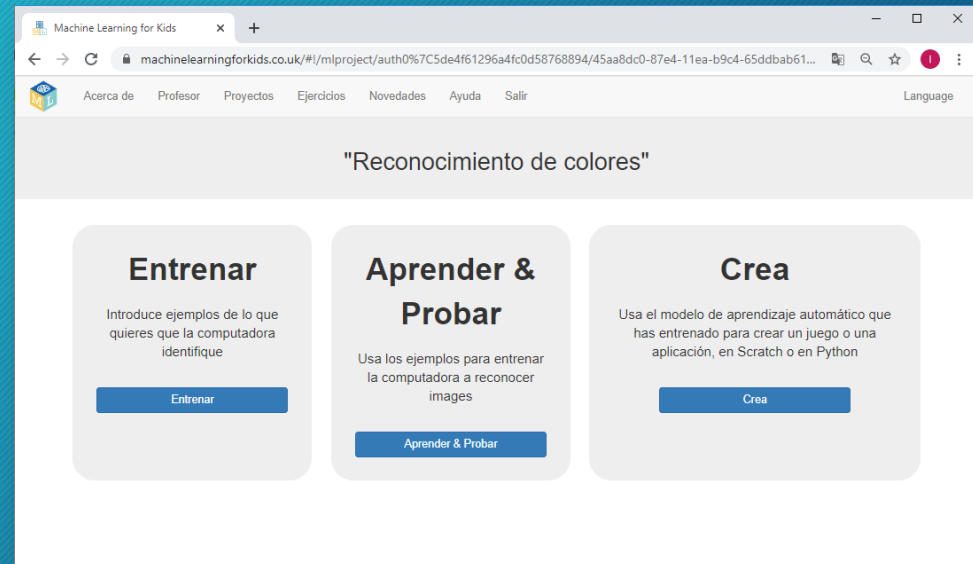 Machine Learning for Kids
machinelearningforkids.co.uk/#!/mlproject/auth0%7C5de4f61296a4fc0d58768894/45aa8dc0-87e4-11ea-b9c4-65ddbab61...
I
ML
Acerca de Profesor Proyectos Ejercicios Novedades Ayuda Salir Language
"Reconocimiento de colores"
Entrenar
Introduce ejemplos de lo que
quieres que la computadora
identifique
Entrenar
Aprender &
Probar
Usa los ejemplos para entrenar
la computadora a reconocer
images
Aprender & Probar
Crea
Usa el modelo de aprendizaje automático que
has entrenado para crear un juego o una
aplicación, en Scratch o en Python
Crea